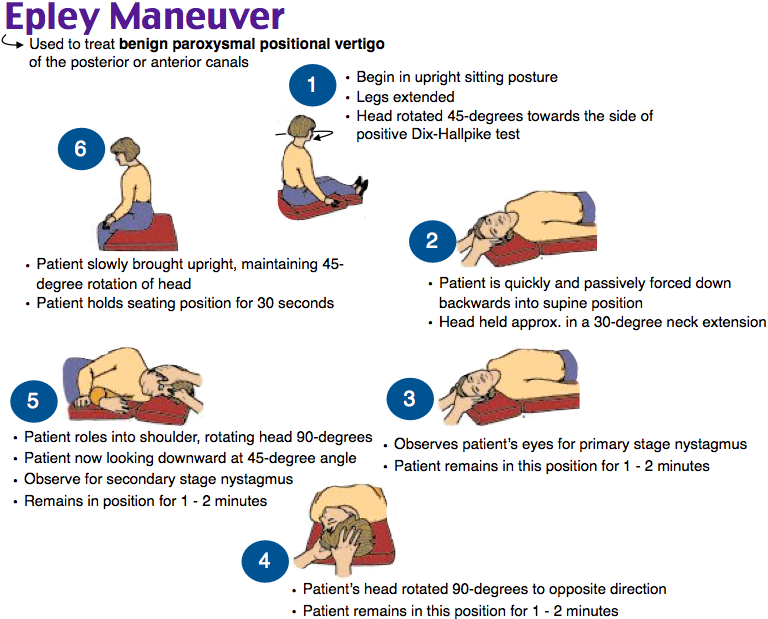 Epley Maneuver
Used to treat benign paroxysmal positional vertigo
of the posterior or anterior canals
1
• Begin in upright sitting posture
• Legs extended
• Head rotated 45-degrees towards the side of
positive Dix-Hallpike test
2
• Patient is quickly and passively forced down
backwards into supine position
• Head held approx. in a 30-degree neck extension
3
• Observes patient's eyes for primary stage nystagmus
• Patient remains in this position for 1 - 2 minutes
4
• Patient's head rotated 90-degrees to opposite direction
• Patient remains in this position for 1 - 2 minutes
5
• Patient roles into shoulder, rotating head 90-degrees
• Patient now looking downward at 45-degree angle
• Observe for secondary stage nystagmus
• Remains in position for 1 - 2 minutes
6
• Patient slowly brought upright, maintaining 45-
degree rotation of head
• Patient holds seating position for 30 seconds